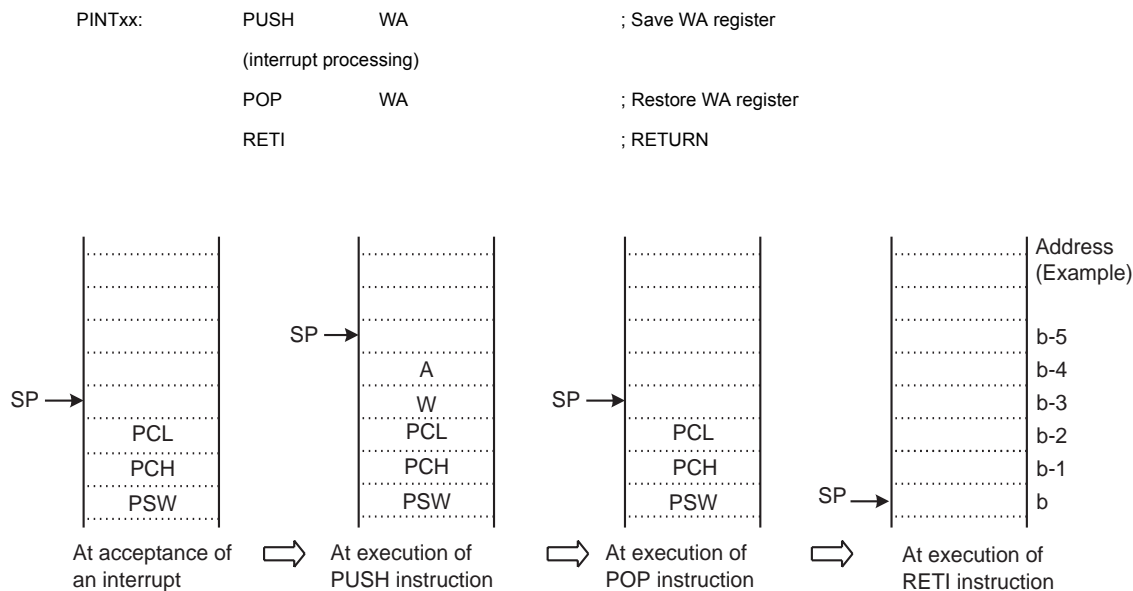 PINTxx: PUSH WA ; Save WA register
(interrupt processing)
POP WA ; Restore WA register
RETI ; RETURN
Address
(Example)
SP
b-5
A
b-4
SP
W
SP
b-3
PCL
PCL
PCL
b-2
PCH
PCH
PCH
b-1
PSW
PSW
PSW
SP
b
At acceptance of
an interrupt
At execution of
PUSH instruction
At execution of
POP instruction
At execution of
RETI instruction